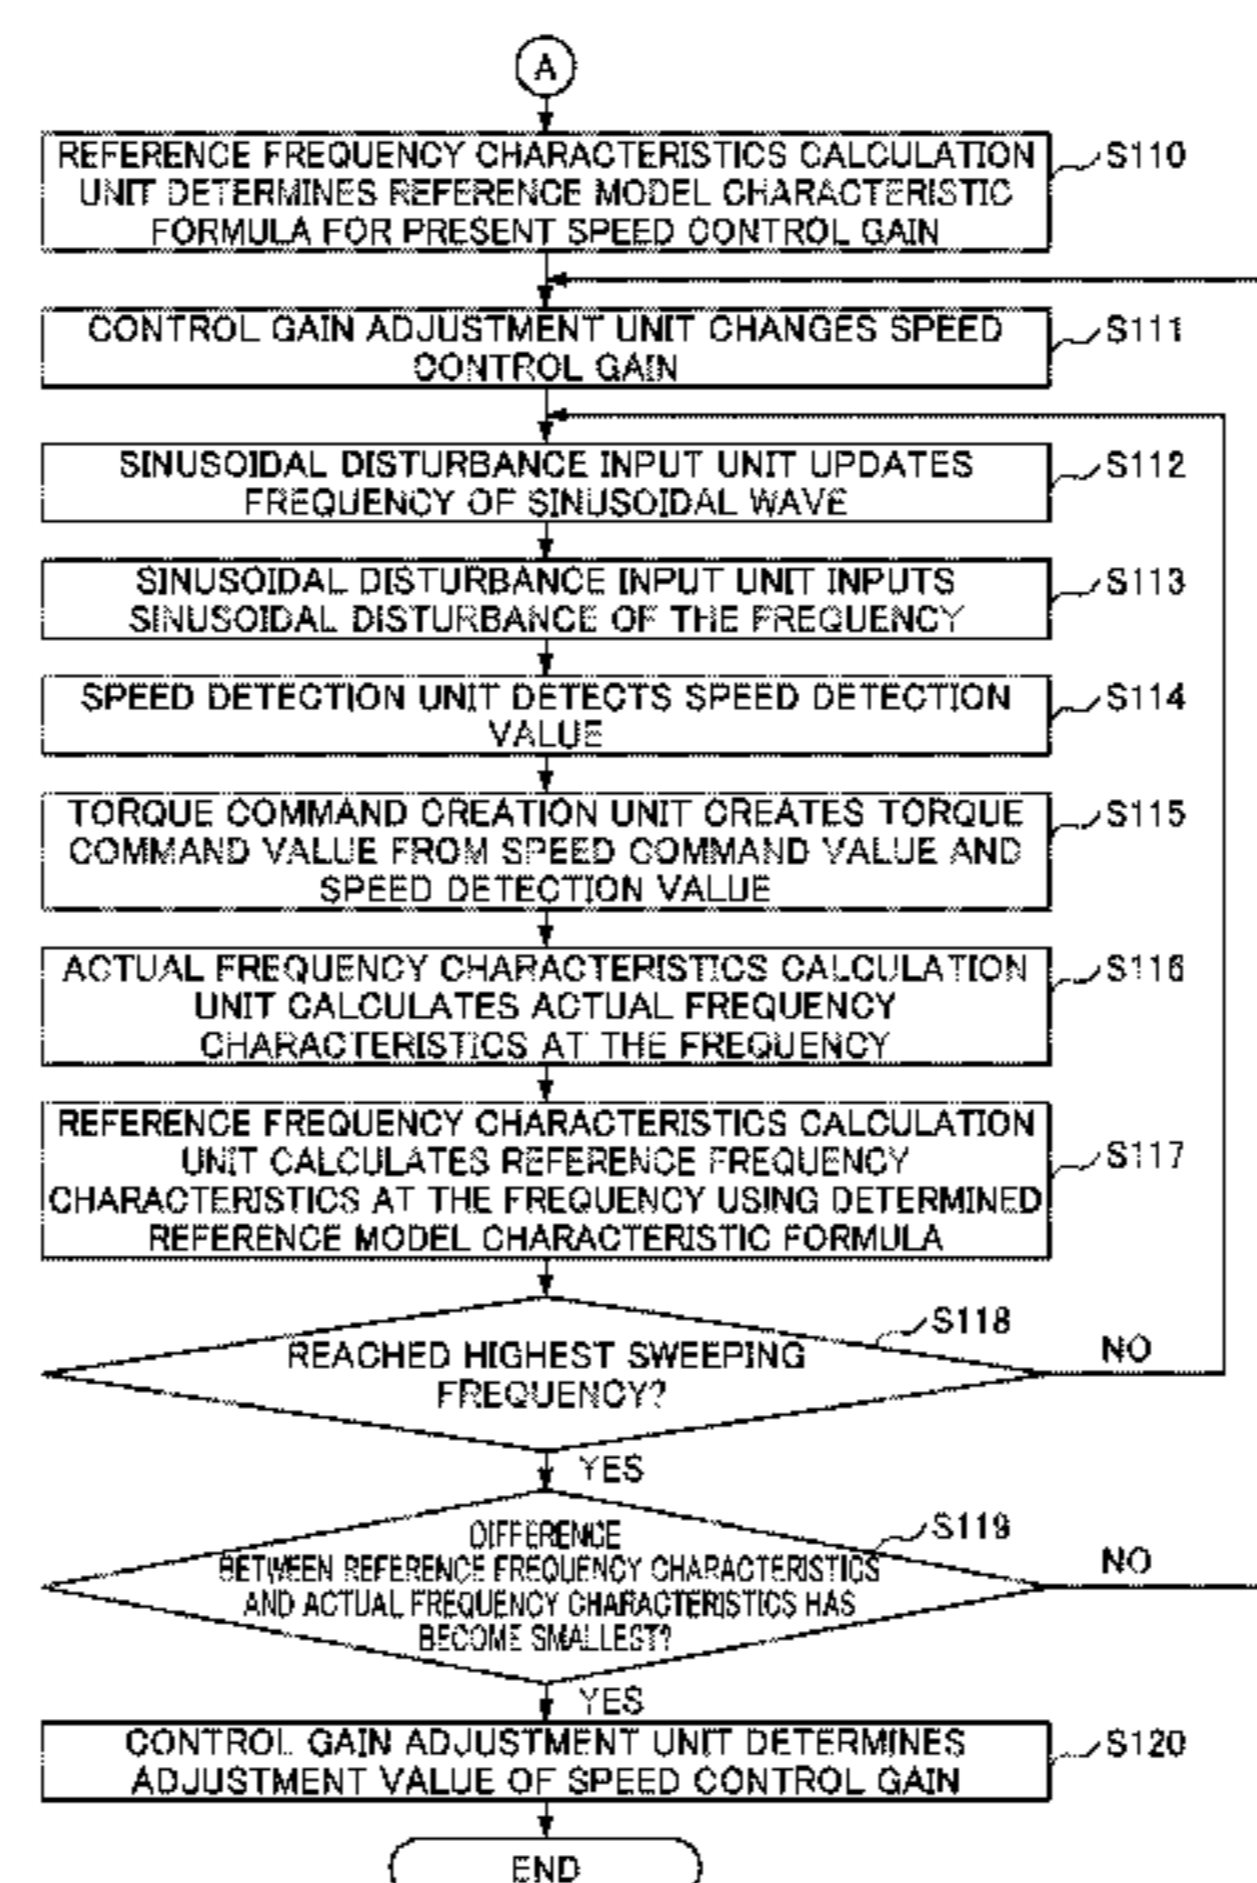 A
REFERENCE FREQUENCY CHARACTERISTICS CALCULATION
UNIT DETERMINES REFERENCE MODEL CHARACTERISTIC
FORMULA FOR PRESENT SPEED CONTROL GAIN
S110
CONTROL GAIN ADJUSTMENT UNIT CHANGES SPEED
CONTROL GAIN
S111
SINUSOIDAL DISTURBANCE INPUT UNIT UPDATES
FREQUENCY OF SINUSOIDAL WAVE
S112
SINUSOIDAL DISTURBANCE INPUT UNIT INPUTS
SINUSOIDAL DISTURBANCE OF THE FREQUENCY
S113
SPEED DETECTION UNIT DETECTS SPEED DETECTION
VALUE
S114
TORQUE COMMAND CREATION UNIT CREATES TORQUE
COMMAND VALUE FROM SPEED COMMAND VALUE AND
SPEED DETECTION VALUE
S115
ACTUAL FREQUENCY CHARACTERISTICS CALCULATION
UNIT CALCULATES ACTUAL FREQUENCY
CHARACTERISTICS AT THE FREQUENCY
S116
REFERENCE FREQUENCY CHARACTERISTICS CALCULATION
UNIT CALCULATES REFERENCE FREQUENCY
CHARACTERISTICS AT THE FREQUENCY USING DETERMINED
REFERENCE MODEL CHARACTERISTIC FORMULA
S117
REACHED HIGHEST SWEEPING
FREQUENCY?
S118
NO
YES
DIFFERENCE
BETWEEN REFERENCE FREQUENCY CHARACTERISTICS
AND ACTUAL FREQUENCY CHARACTERISTICS HAS
BECOME SMALLEST?
S119
NO
YES
CONTROL GAIN ADJUSTMENT UNIT DETERMINES
ADJUSTMENT VALUE OF SPEED CONTROL GAIN
S120
END